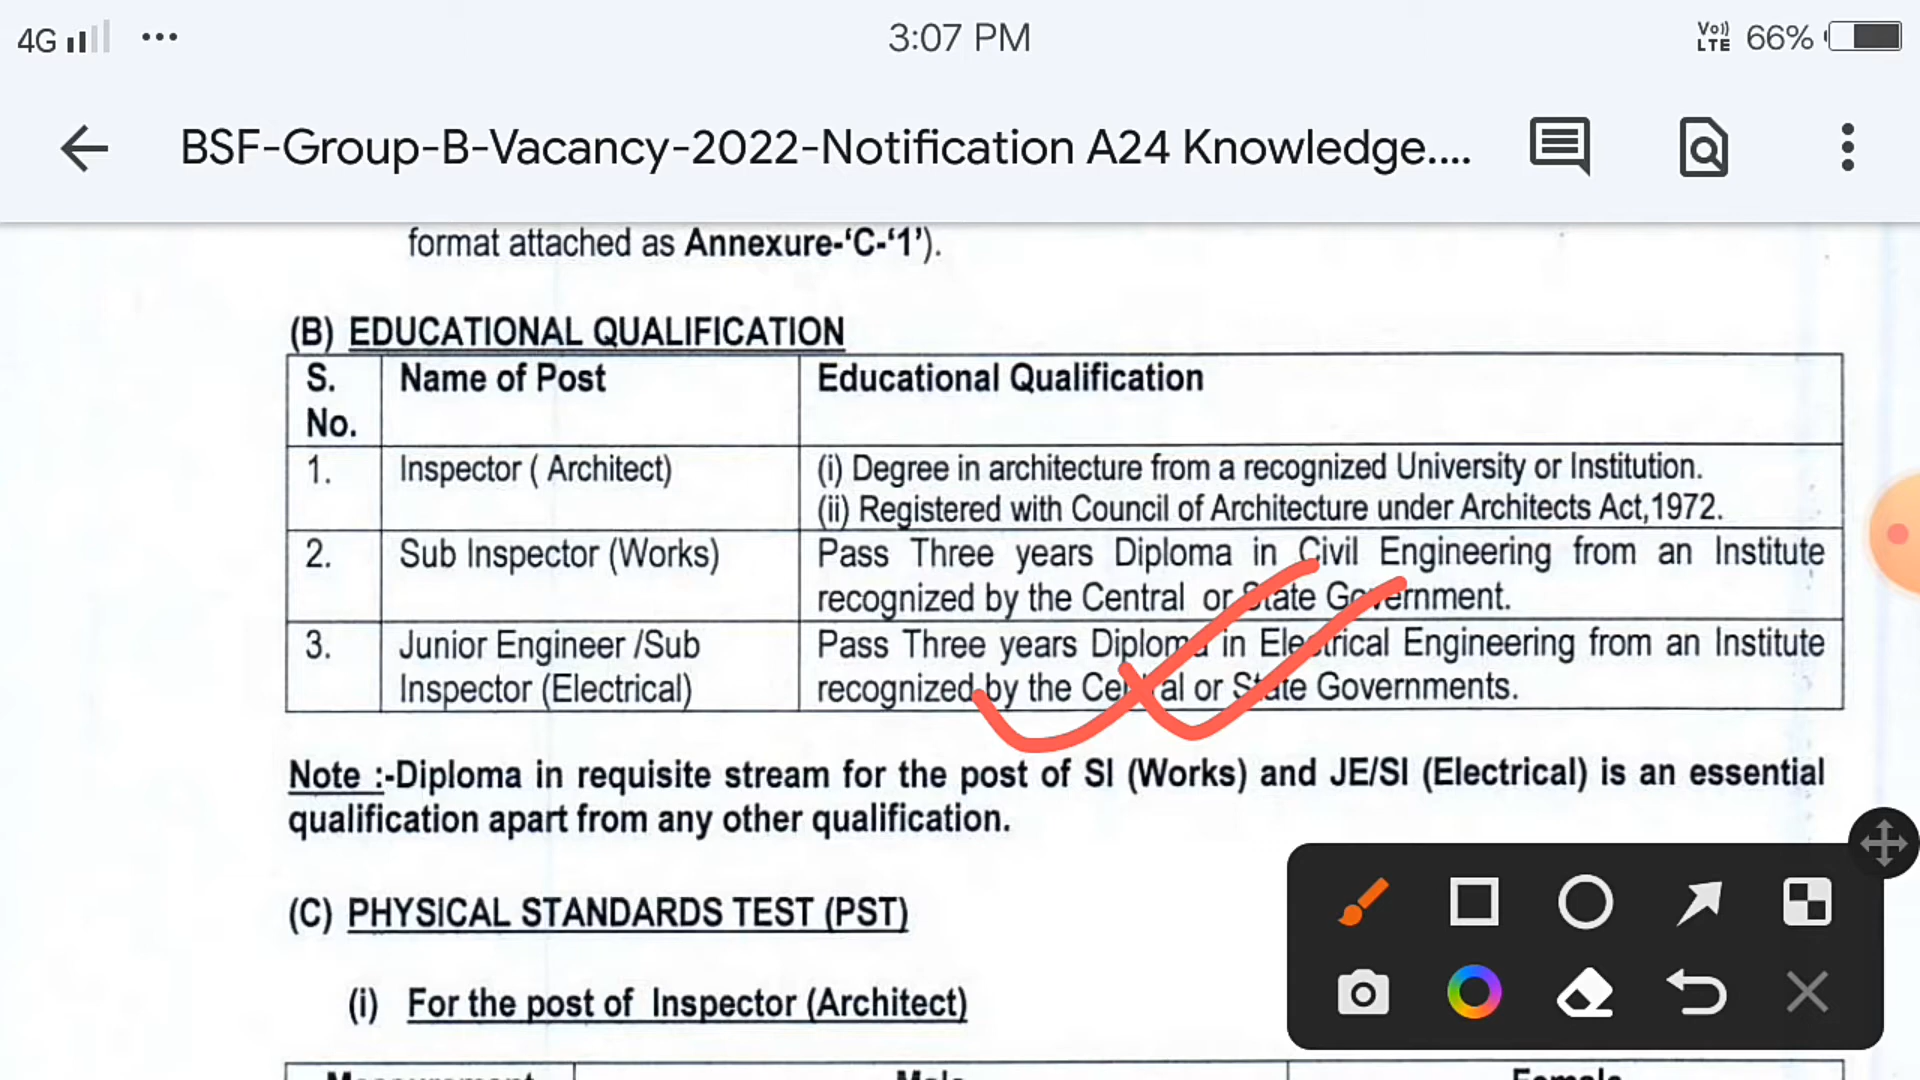 4G ... 3:07 PM Vo)) LTE 66%
BSF-Group-B-Vacancy-2022-Notification A24 Knowledge....
format attached as Annexure-‘C-‘1’).
(B) EDUCATIONAL QUALIFICATION
S. No. Name of Post Educational Qualification
1. Inspector ( Architect) (i) Degree in architecture from a recognized University or Institution.
(ii) Registered with Council of Architecture under Architects Act,1972.
2. Sub Inspector (Works) Pass Three years Diploma in Civil Engineering from an Institute
recognized by the Central or State Government.
3. Junior Engineer /Sub Pass Three years Diploma in Electrical Engineering from an Institute
Inspector (Electrical) recognized by the Central or State Governments.
Note :-Diploma in requisite stream for the post of SI (Works) and JE/SI (Electrical) is an essential
qualification apart from any other qualification.
(C) PHYSICAL STANDARDS TEST (PST)
(i) For the post of Inspector (Architect)
Measurement Male Female